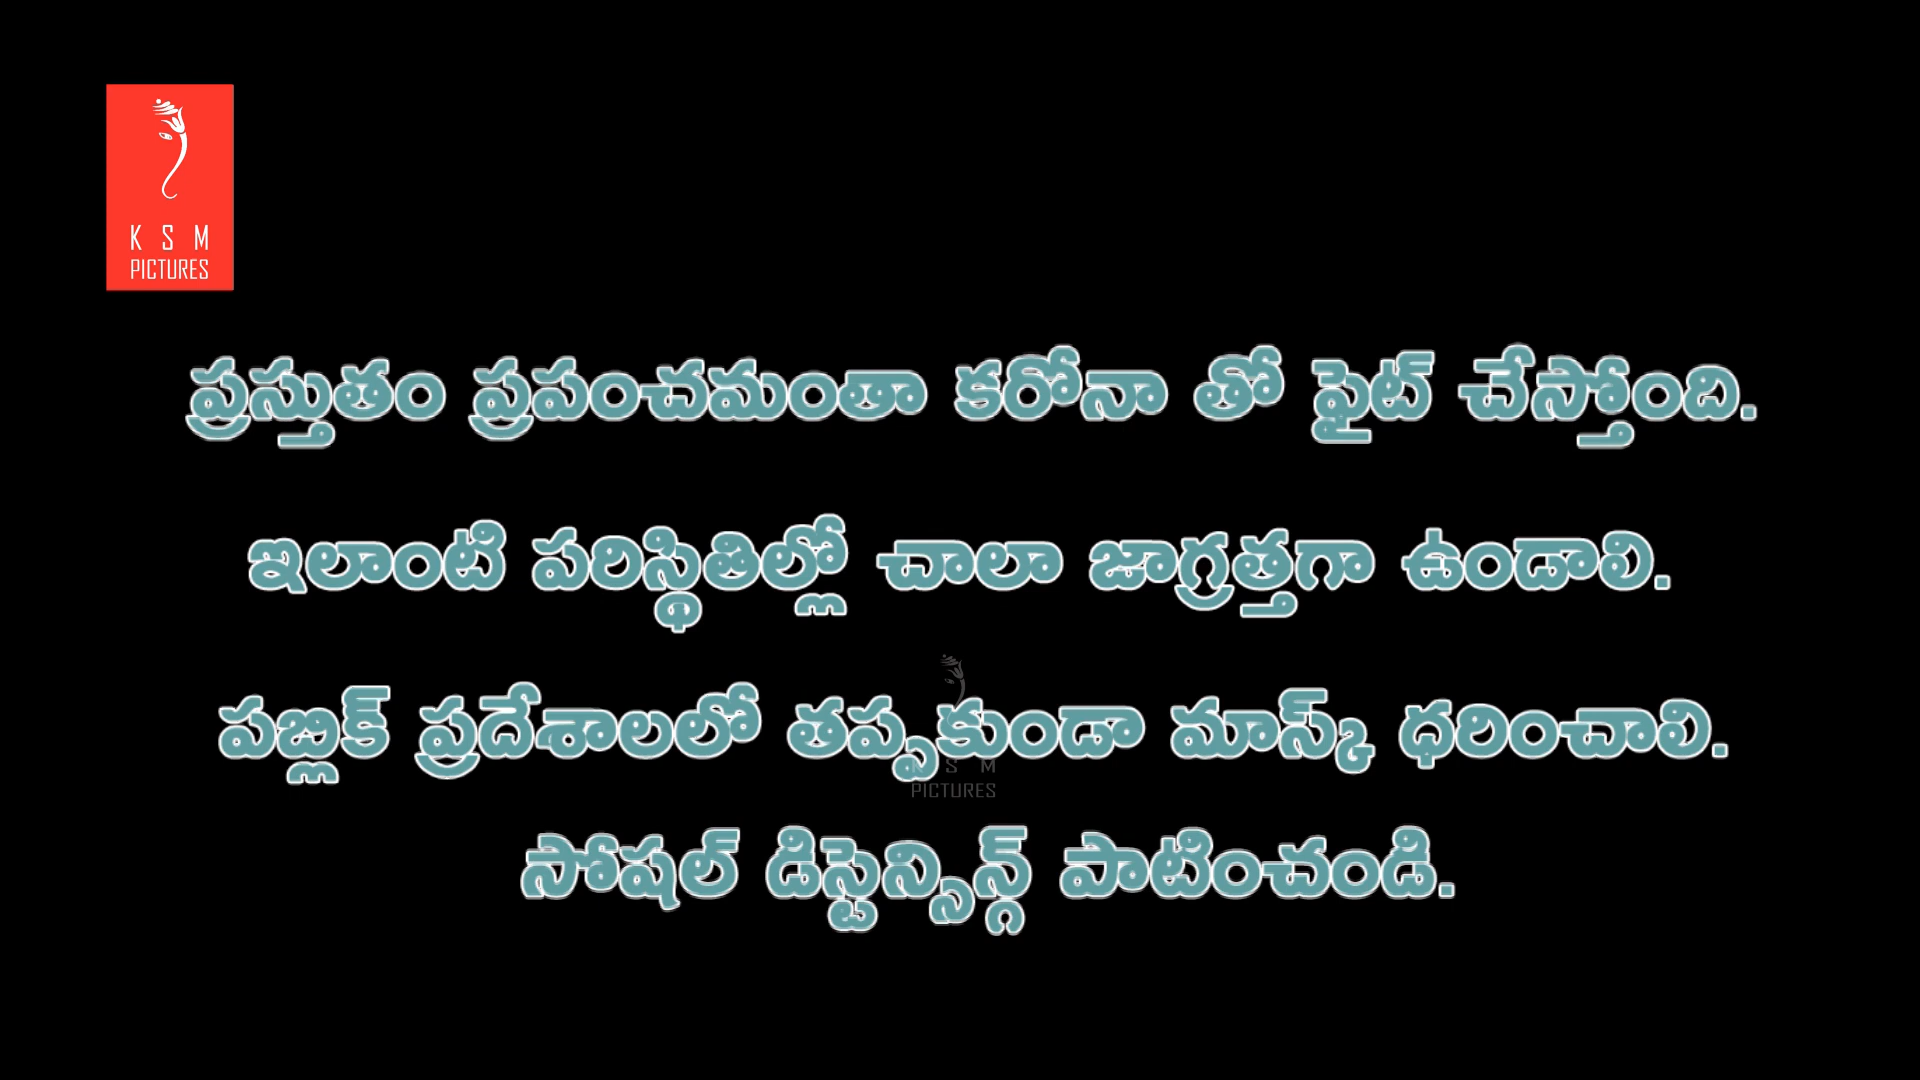 K S M
PICTURES
ప్రస్తుతం ప్రపంచమంతా కరోనా తో ఫైట్ చేస్తోంది.
ఇలాంటి పరిస్థితిల్లో చాలా జాగ్రత్తగా ఉండాలి.
పబ్లిక్ ప్రదేశాలలో తప్పకుండా మాస్క్ ధరించాలి.
K S M
PICTURES
సోషల్ డిస్టెన్సిన్గ్ పాటించండి.